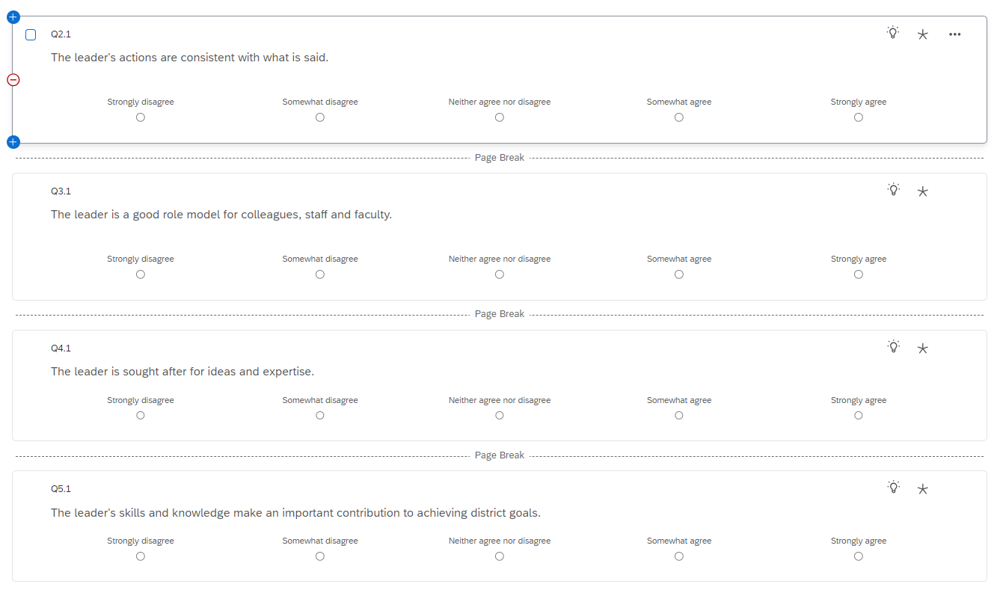 Q2.1
The leader's actions are consistent with what is said.
Strongly disagree Somewhat disagree Neither agree nor disagree Somewhat agree Strongly agree
Page Break
Q3.1
The leader is a good role model for colleagues, staff and faculty.
Strongly disagree Somewhat disagree Neither agree nor disagree Somewhat agree Strongly agree
Page Break
Q4.1
The leader is sought after for ideas and expertise.
Strongly disagree Somewhat disagree Neither agree nor disagree Somewhat agree Strongly agree
Page Break
Q5.1
The leader's skills and knowledge make an important contribution to achieving district goals.
Strongly disagree Somewhat disagree Neither agree nor disagree Somewhat agree Strongly agree